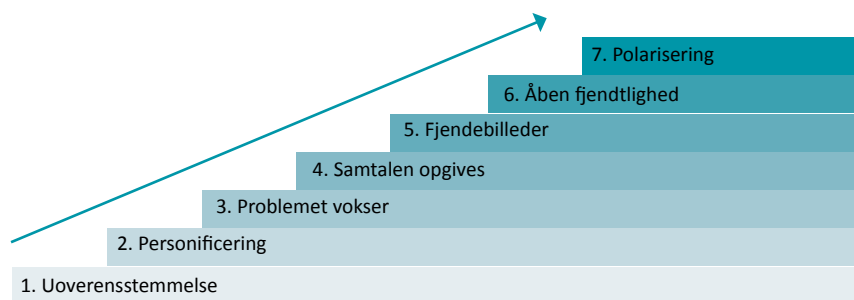 7. Polarisering
6. Åben fjendtlighed
5. Fjendebilleder
4. Samtalen opgives
3. Problemet vokser
2. Personificering
1. Uoverensstemmelse